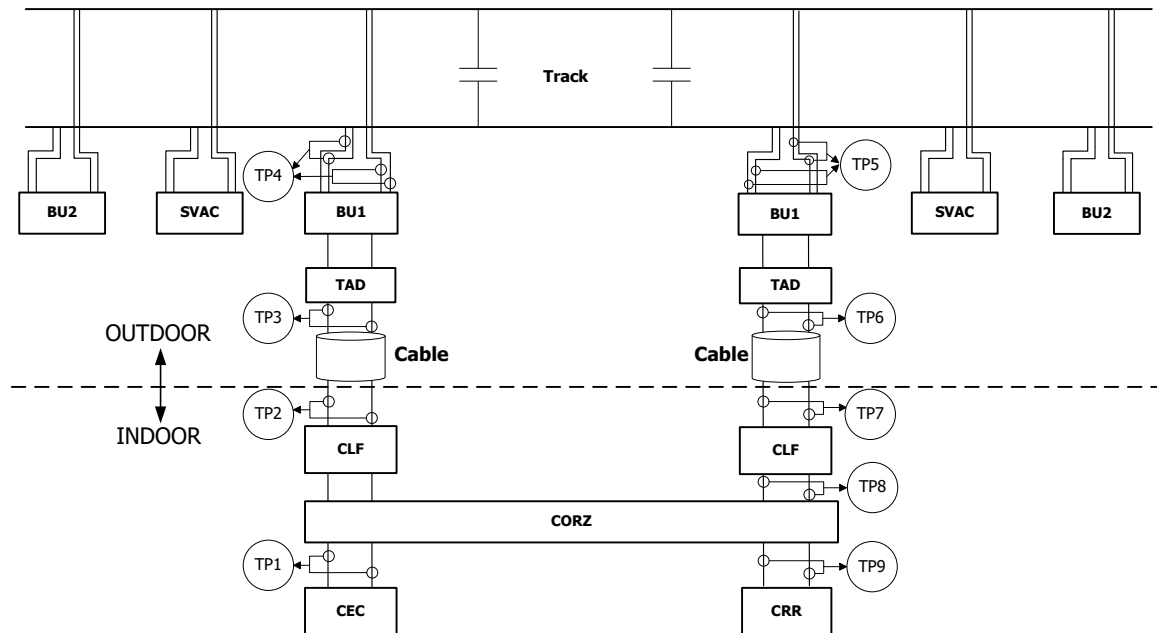 Track
TP4
TP5
BU2
SVAC
BU1
BU1
SVAC
BU2
TAD
TAD
TP3
TP6
OUTDOOR
Cable
Cable
TP2
TP7
INDOOR
CLF
CLF
TP8
CORZ
TP1
TP9
CEC
CRR